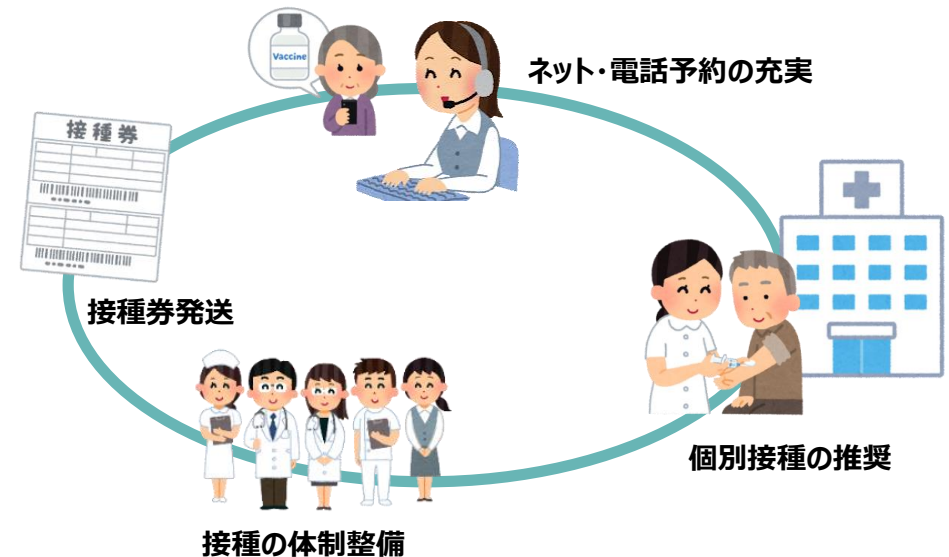 Vaccine
ネット・電話予約の充実
接種券
接種券発送
個別接種の推奨
接種の体制整備